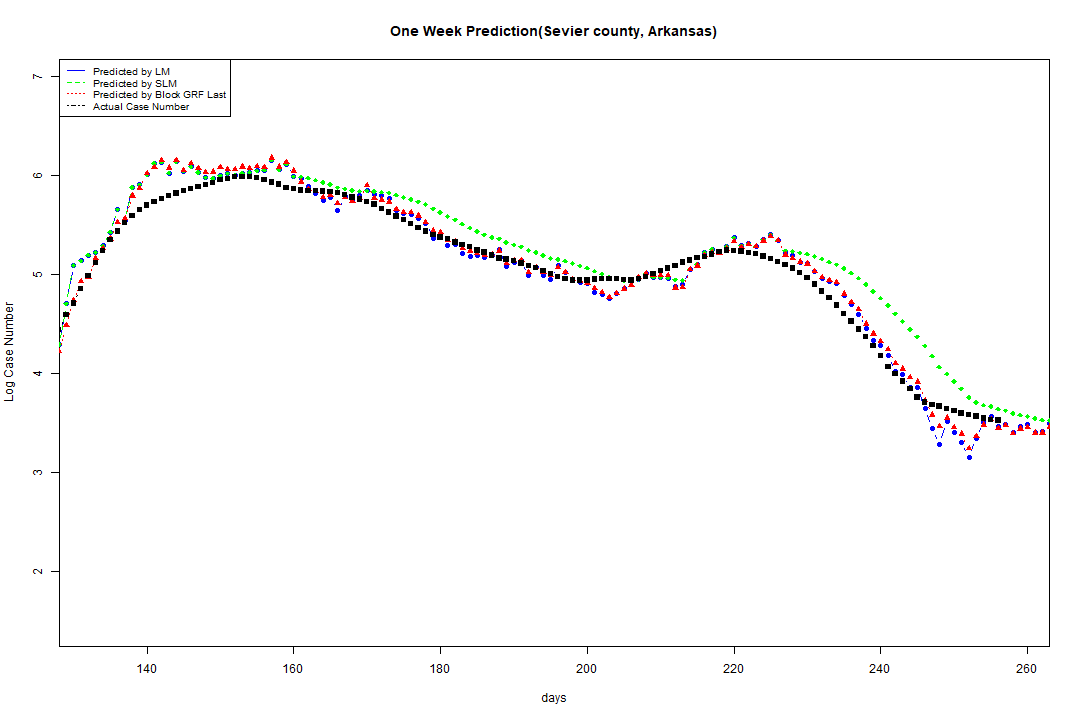 One Week Prediction(Sevier county, Arkansas)
Predicted by LM
Predicted by SLM
Predicted by Block GRF Last
Actual Case Number
7
6
5
4
3
2
Log Case Number
140 160 180 200 220 240 260
days